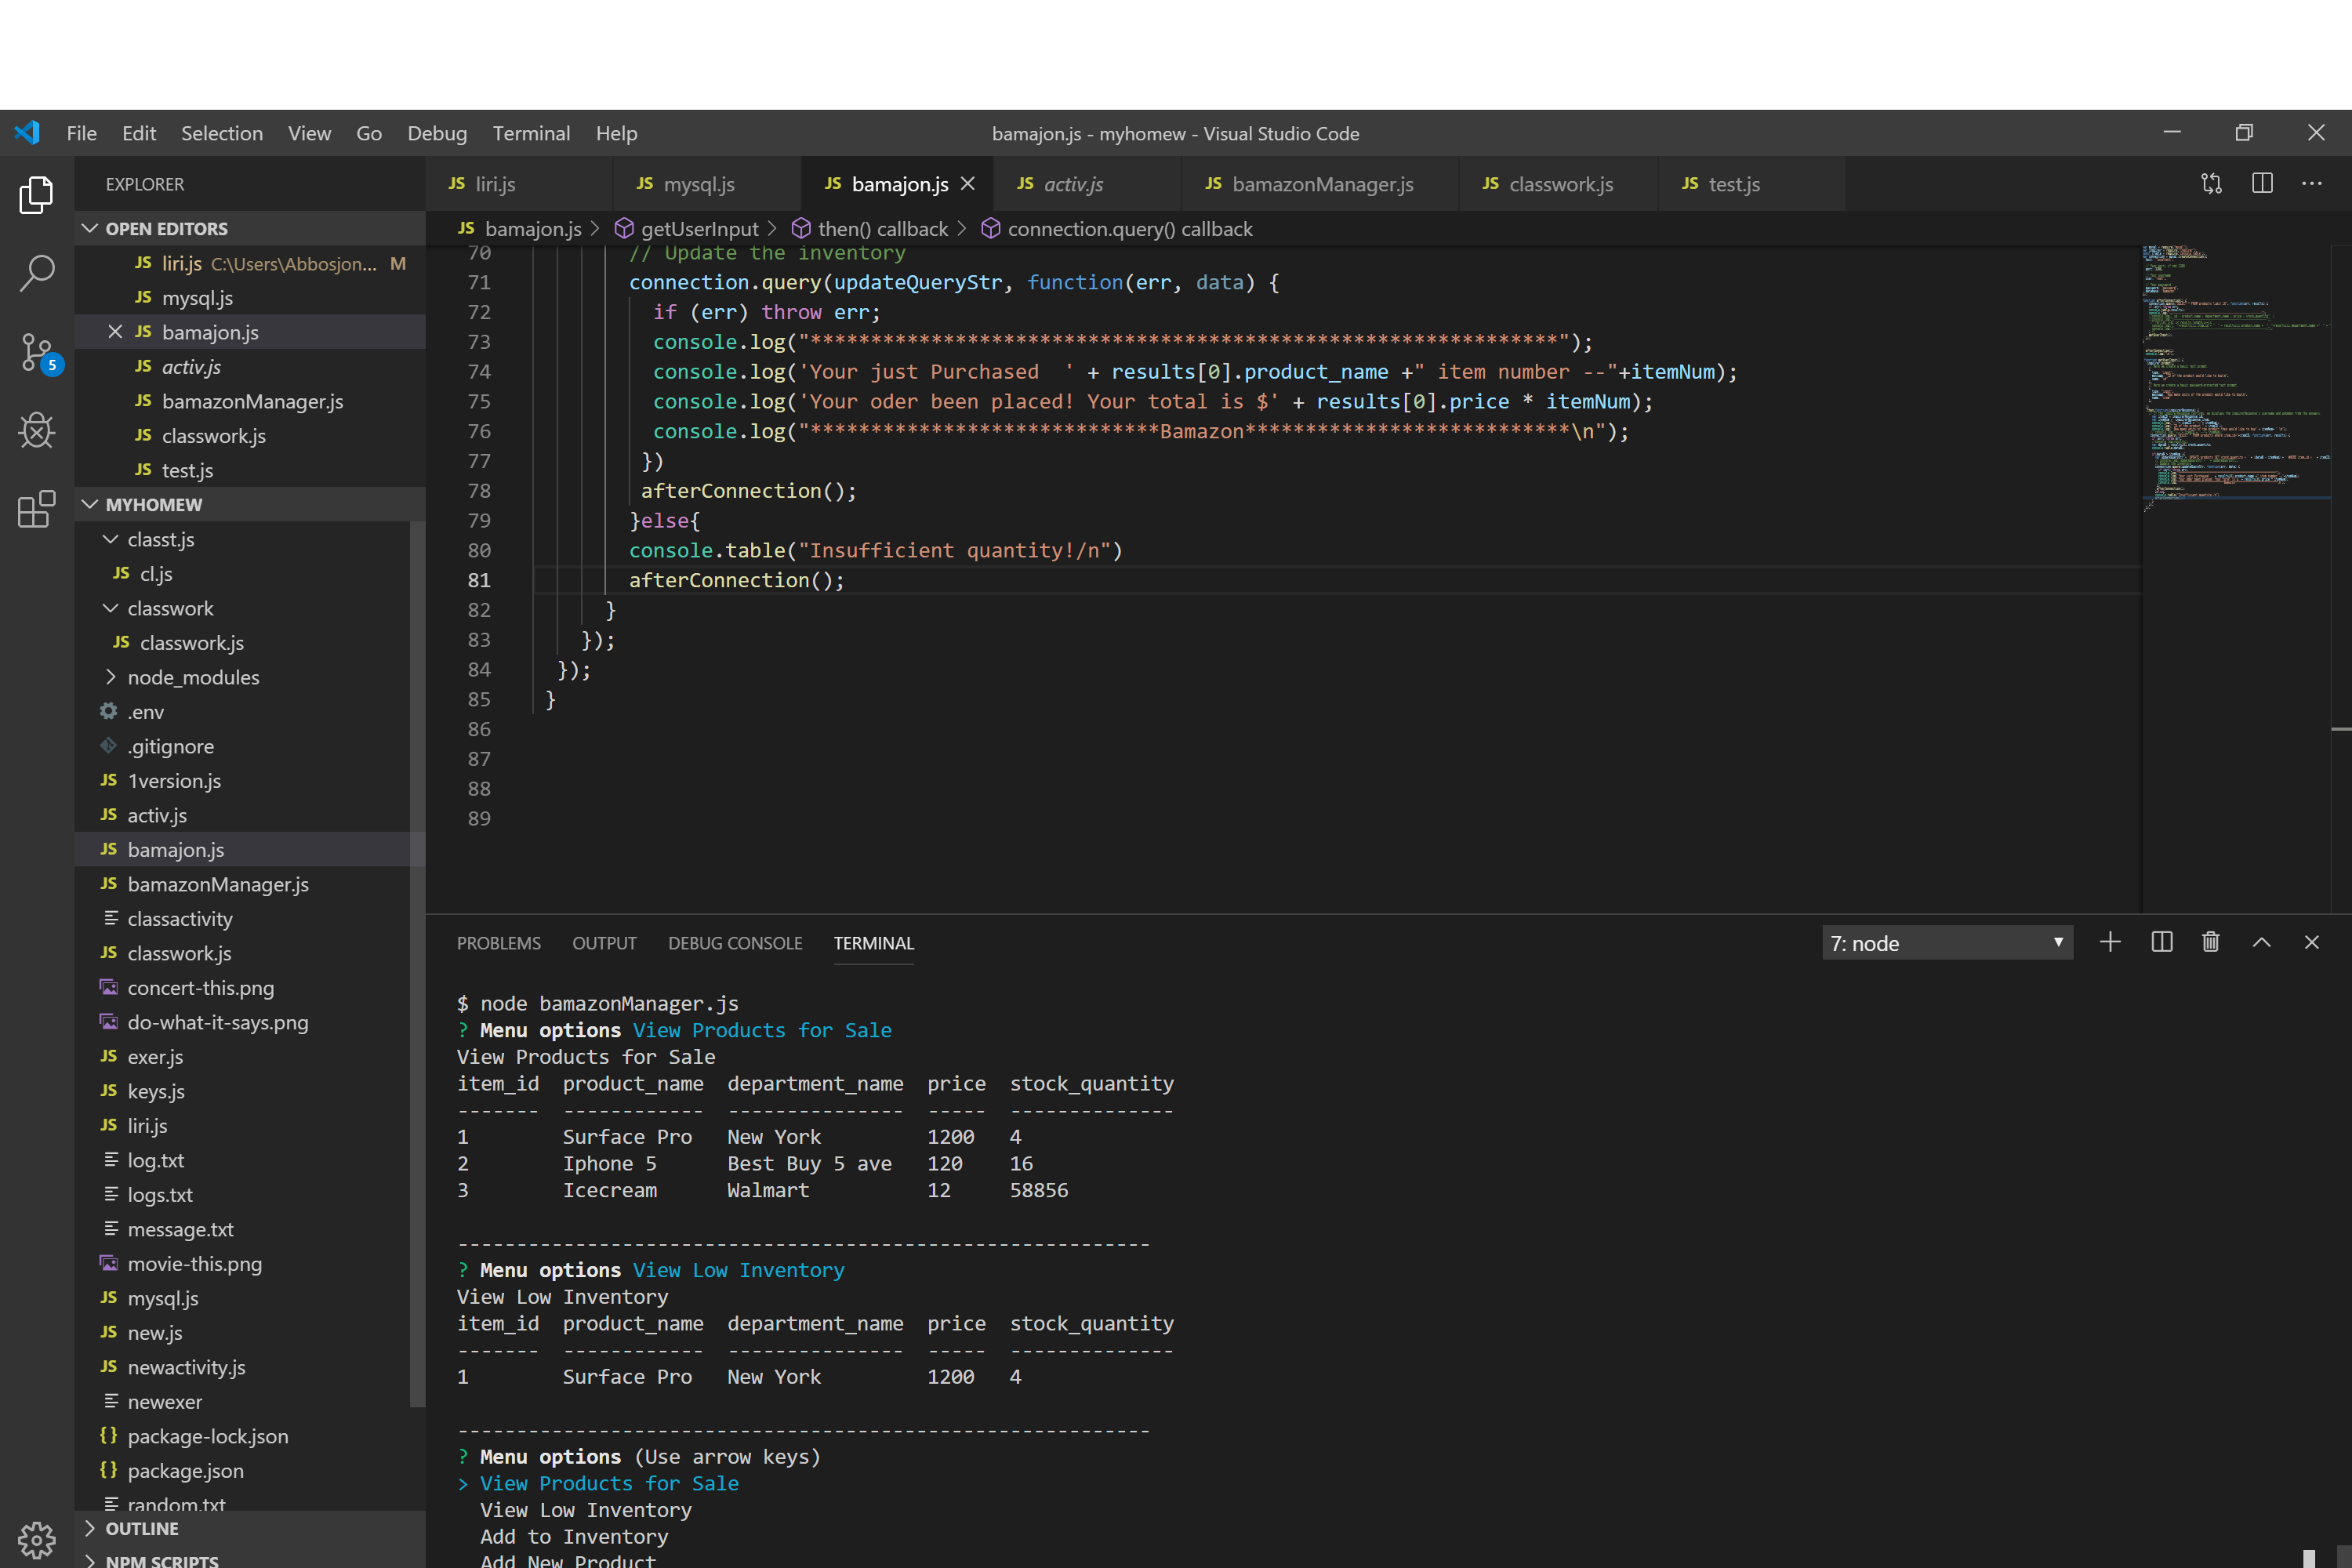 File Edit Selection View Go Debug Terminal Help
bamajon.js - myhomew - Visual Studio Code
EXPLORER
OPEN EDITORS
JS liri.js C:\Users\Abbosjon... M
JS mysql.js
JS bamajon.js
JS activ.js
JS bamazonManager.js
JS classwork.js
JS test.js
5
MYHOMEW
classt.js
JS cl.js
classwork
JS classwork.js
node_modules
.env
.gitignore
JS 1version.js
JS activ.js
JS bamajon.js
JS bamazonManager.js
classactivity
JS classwork.js
concert-this.png
do-what-it-says.png
JS exer.js
JS keys.js
JS liri.js
log.txt
logs.txt
message.txt
movie-this.png
JS mysql.js
JS new.js
JS newactivity.js
newexer
{} package-lock.json
{} package.json
random.txt
OUTLINE
NPM SCRIPTS
JS liri.js JS mysql.js JS bamajon.js JS activ.js JS bamazonManager.js JS classwork.js JS test.js
JS bamajon.js > getUserInput > then() callback > connection.query() callback
70 // Update the inventory
71 connection.query(updateQueryStr, function(err, data) {
72 if (err) throw err;
73 console.log("**************************************************************");
74 console.log('Your just Purchased  ' + results[0].product_name +" item number --"+itemNum);
75 console.log('Your oder been placed! Your total is $' + results[0].price * itemNum);
76 console.log("*****************************Bamazon***************************\n");
77 })
78 afterConnection();
79 }else{
80 console.table("Insufficient quantity!/n")
81 afterConnection();
82 }
83 });
84 });
85 }
86
87
88
89
PROBLEMS OUTPUT DEBUG CONSOLE TERMINAL
7: node
$ node bamazonManager.js
? Menu options View Products for Sale
View Products for Sale
item_id  product_name  department_name  price  stock_quantity
-------  ------------  ---------------  -----  --------------
1        Surface Pro   New York         1200   4
2        Iphone 5      Best Buy 5 ave   120    16
3        Icecream      Walmart          12     58856
-----------------------------------------------------------
? Menu options View Low Inventory
View Low Inventory
item_id  product_name  department_name  price  stock_quantity
-------  ------------  ---------------  -----  --------------
1        Surface Pro   New York         1200   4
-----------------------------------------------------------
? Menu options (Use arrow keys)
> View Products for Sale
View Low Inventory
Add to Inventory
Add New Product